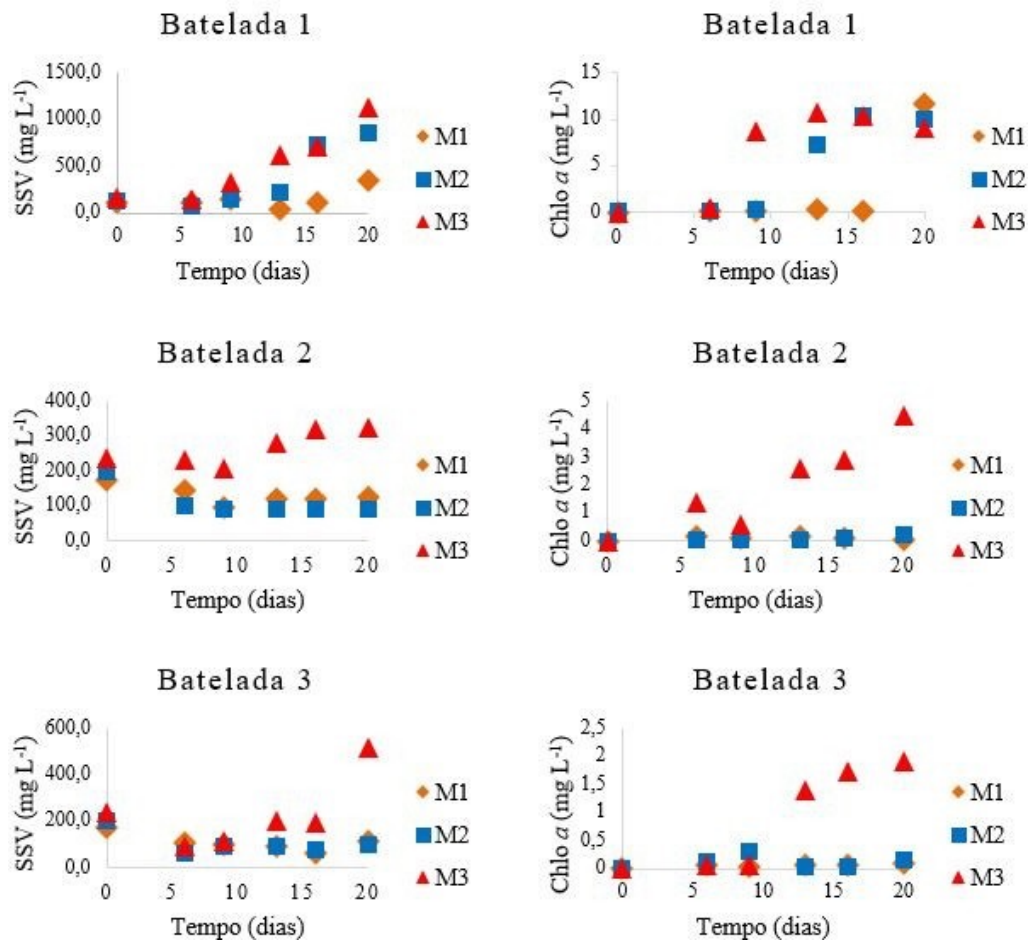 Batelada 1
SSV (mg L⁻¹)
1500,0
1000,0
500,0
0,0
0 5 10 15 20
Tempo (dias)
M1
M2
M3
Batelada 1
Chlo a (mg L⁻¹)
15
10
5
0
0 5 10 15 20
Tempo (dias)
M1
M2
M3
Batelada 2
SSV (mg L⁻¹)
400,0
300,0
200,0
100,0
0,0
0 5 10 15 20
Tempo (dias)
M1
M2
M3
Batelada 2
Chlo a (mg L⁻¹)
5
4
3
2
1
0
0 5 10 15 20
Tempo (dias)
M1
M2
M3
Batelada 3
SSV (mg L⁻¹)
600,0
400,0
200,0
0,0
0 5 10 15 20
Tempo (dias)
M1
M2
M3
Batelada 3
Chlo a (mg L⁻¹)
2,5
2
1,5
1
0,5
0
0 5 10 15 20
Tempo (dias)
M1
M2
M3